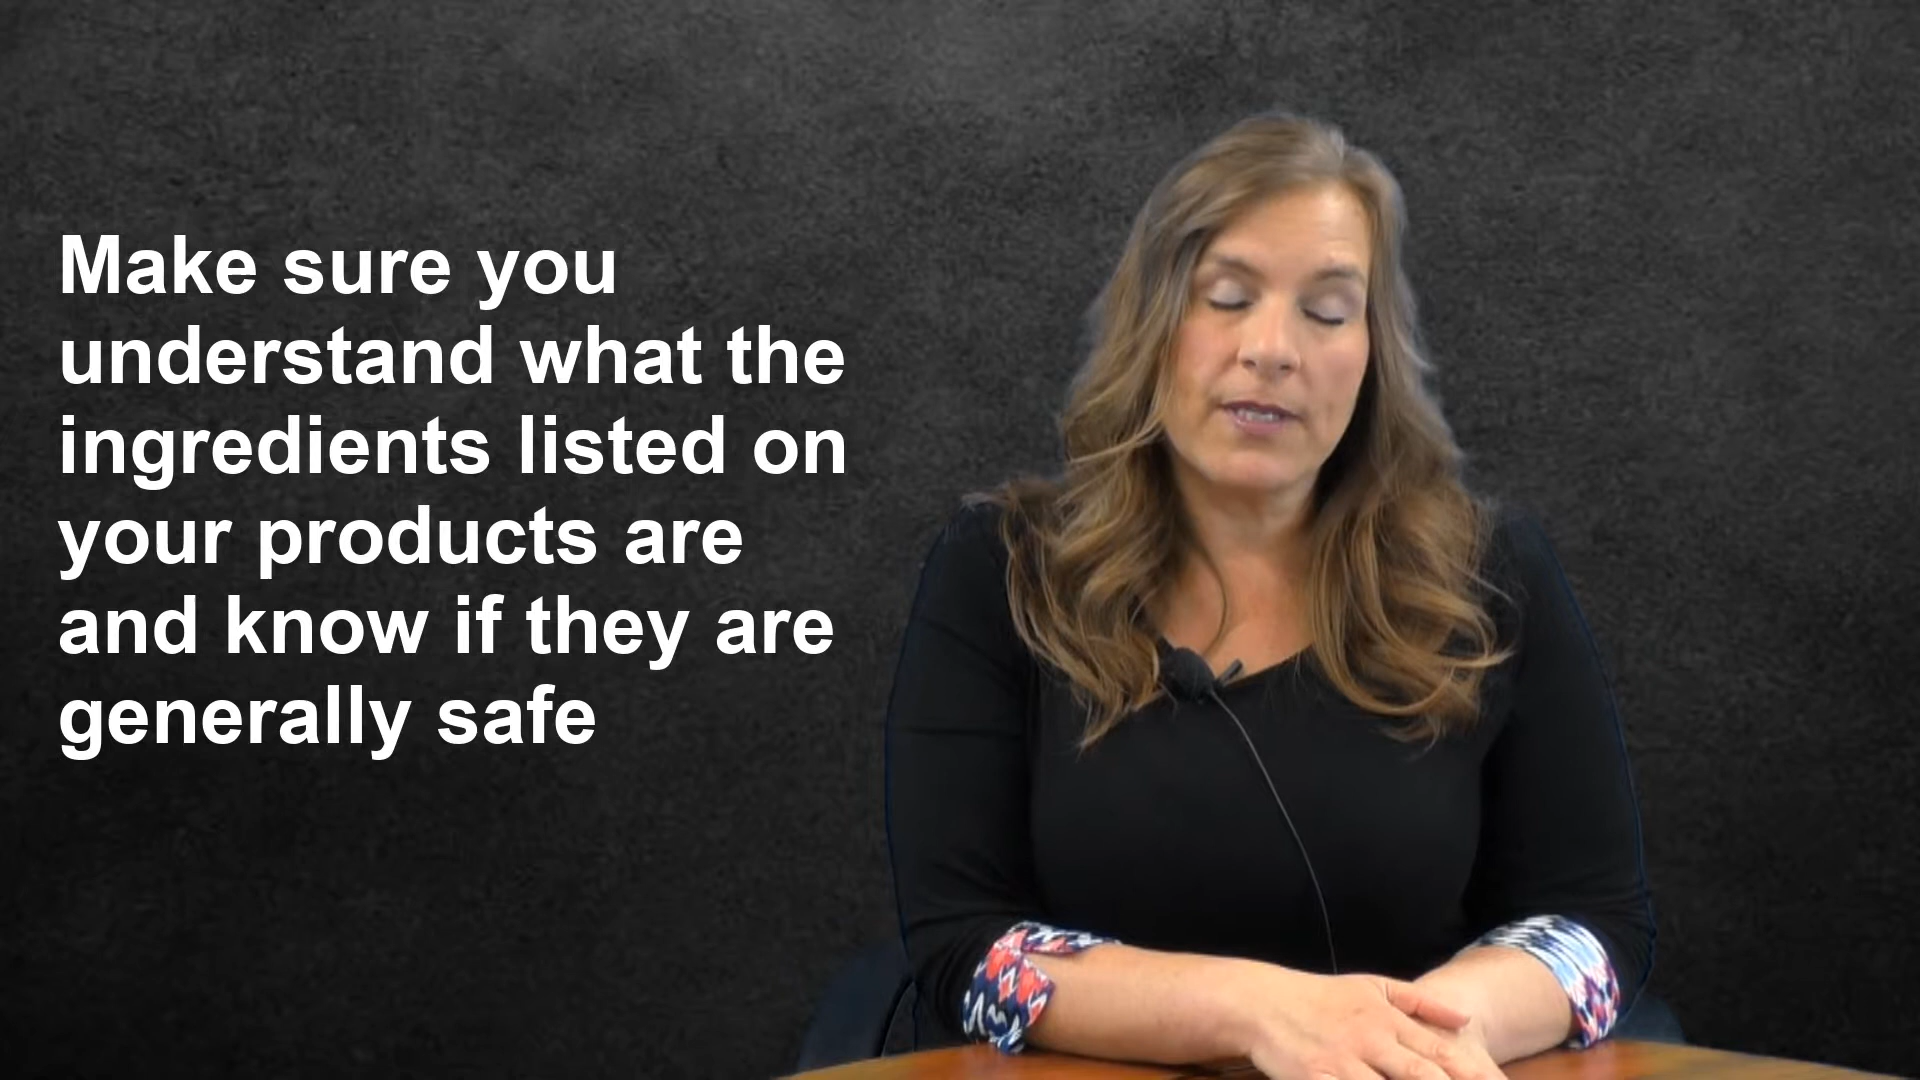 Make sure you
understand what the
ingredients listed on
your products are
and know if they are
generally safe